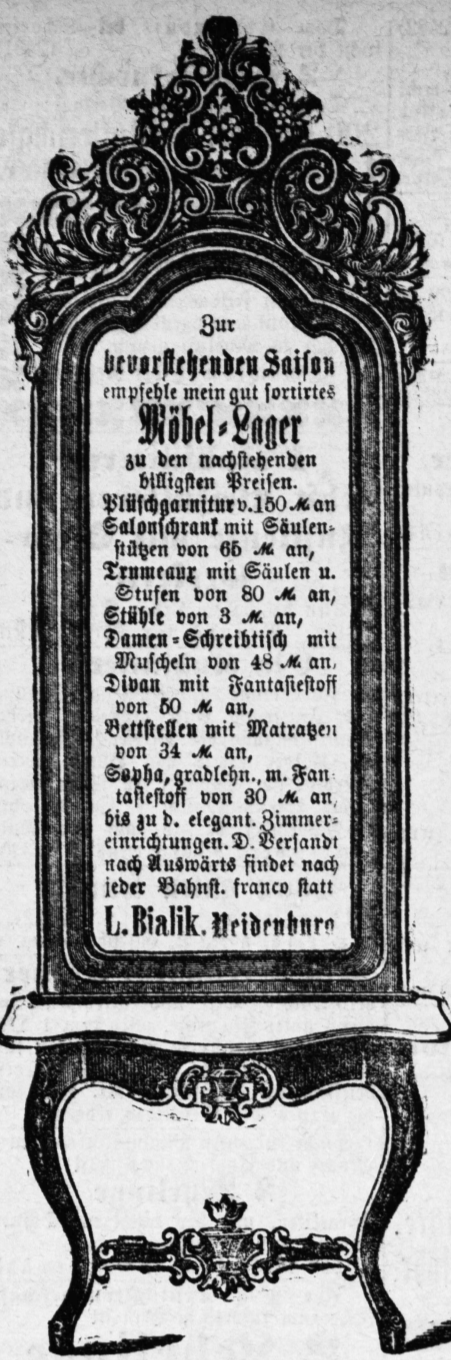 Zur
bevorstehenden Saison
empfehle mein gut sortirtes
Möbel-Lager
zu den nachstehenden
billigsten Preisen.
Plüschgarnitur v. 150 M an
Salonschrank mit Säulen-
stützen von 65 M. an,
Trumeaux mit Säulen u.
Stufen von 80 M. an,
Stühle von 3 M. an,
Damen-Schreibtisch mit
Muscheln von 48 M. an,
Divan mit Fantasiestoff
von 50 M. an,
Bettstellen mit Matratzen
von 34 M. an,
Sopha, gradlehn., m. Fan-
tasiestoff von 30 M. an,
bis zu d. elegant. Zimmer-
einrichtungen. D. Versandt
nach Auswärts findet nach
jeder Bahnst. franco statt
L. Bialik. Neidenburg